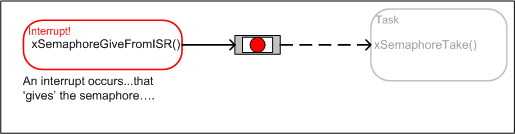 Interrupt!
xSemaphoreGiveFromISR()
Task
xSemaphoreTake()
An interrupt occurs...that
'gives' the semaphore....